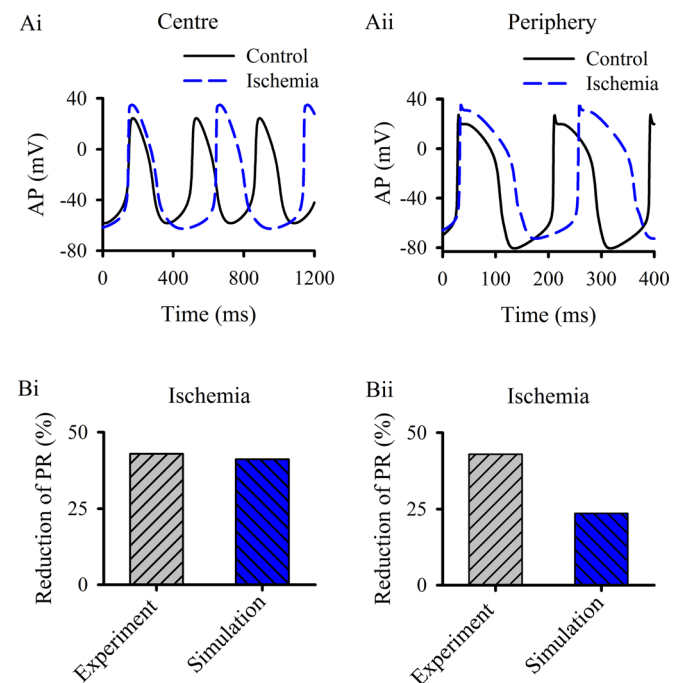 Ai
Centre
Control
Ischemia
AP (mV)
40
0
-40
-80
0
400
800
1200
Time (ms)
Aii
Periphery
Control
Ischemia
AP (mV)
40
0
-40
-80
0
100
200
300
400
Time (ms)
Bi
Ischemia
Reduction of PR (%)
50
25
0
Experiment
Simulation
Bii
Ischemia
Reduction of PR (%)
50
25
0
Experiment
Simulation